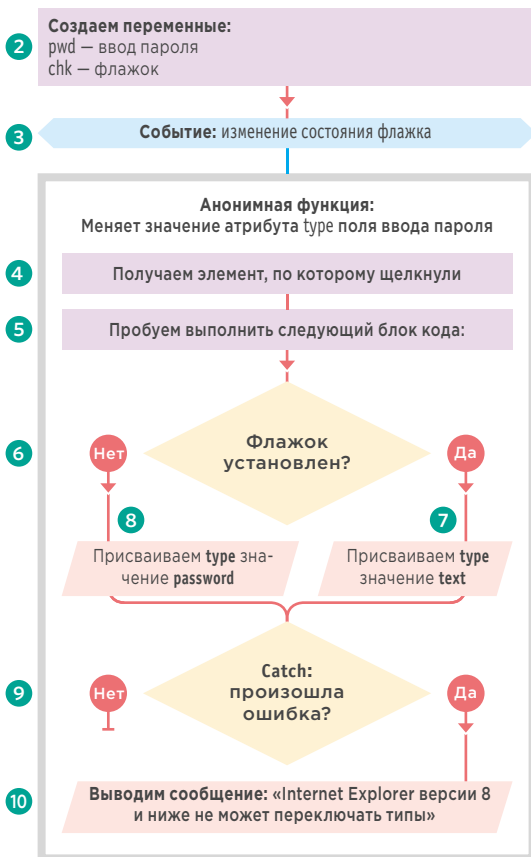 2
Создаем переменные:
pwd — ввод пароля
chk — флажок
3
Событие: изменение состояния флажка
Анонимная функция:
Меняет значение атрибута type поля ввода пароля
4
Получаем элемент, по которому щелкнули
5
Пробуем выполнить следующий блок кода:
6
Нет
Флажок
установлен?
Да
8
7
Присваиваем type зна-
чение password
Присваиваем type
значение text
9
Нет
Catch:
произошла
ошибка?
Да
10
Выводим сообщение: «Internet Explorer версии 8
и ниже не может переключать типы»